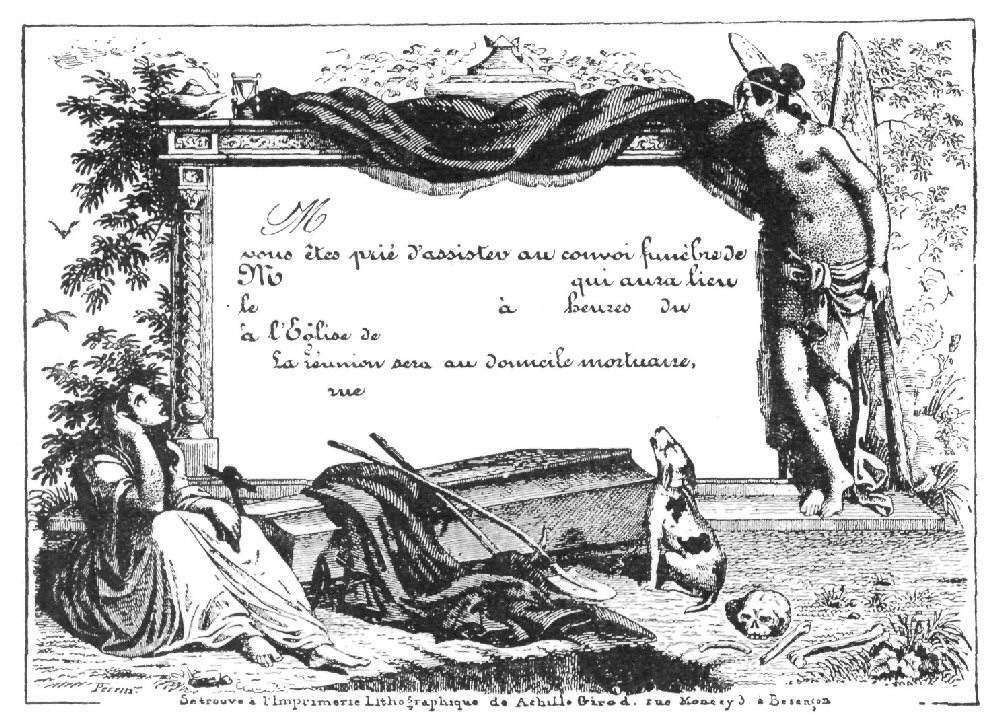 M
vous êtes prié d'assister au convoi funèbre de
M qui aura lieu
le à heures du
à l'Eglise de
La réunion sera au domicile mortuaire,
rue
Se trouve à l'Imprimerie Lithographique de Achille Girod. rue Moncey 3. à Besançon